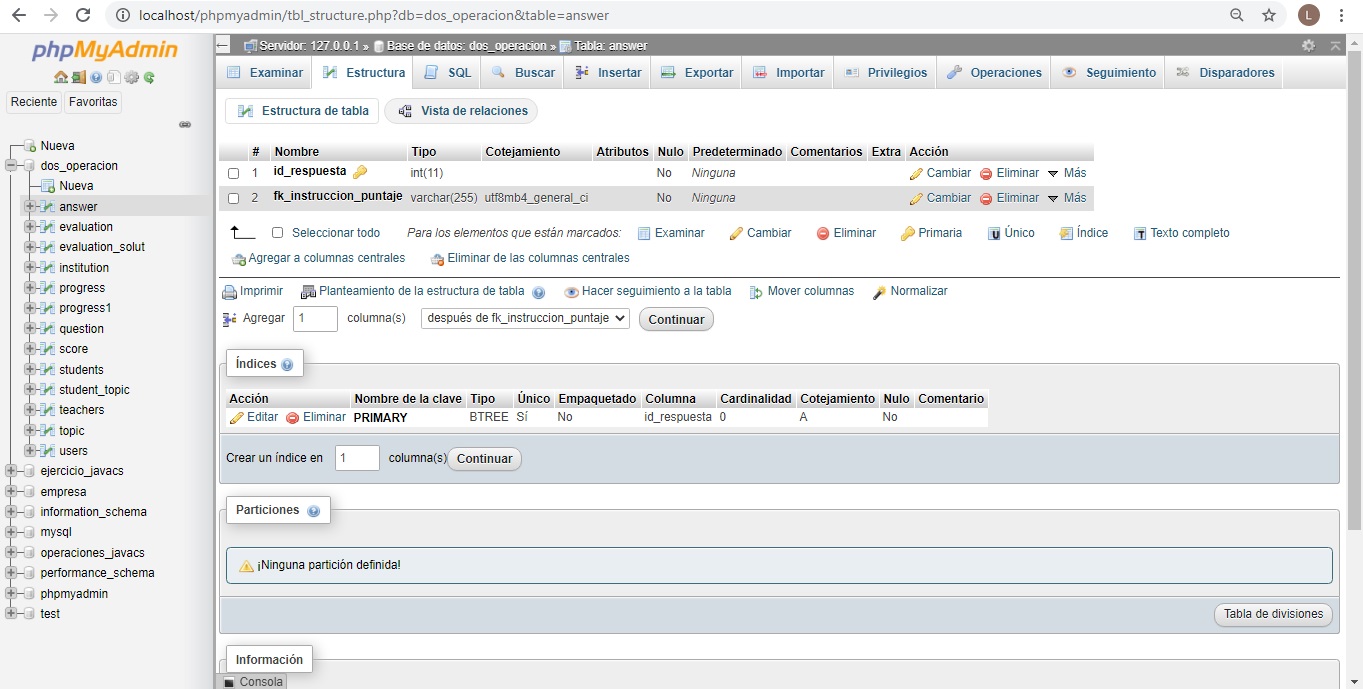 localhost/phpmyadmin/tbl_structure.php?db=dos_operacion&table=answer
L
phpMyAdmin
Reciente Favoritas
Nueva
dos_operacion
Nueva
answer
evaluation
evaluation_solut
institution
progress
progress1
question
score
students
student_topic
teachers
topic
users
ejercicio_javacs
empresa
information_schema
mysql
operaciones_javacs
performance_schema
phpmyadmin
test
Servidor: 127.0.0.1 » Base de datos: dos_operacion » Tabla: answer
Examinar Estructura SQL Buscar Insertar Exportar Importar Privilegios Operaciones Seguimiento Disparadores
Estructura de tabla Vista de relaciones
# Nombre Tipo Cotejamiento Atributos Nulo Predeterminado Comentarios Extra Acción
1 id_respuesta int(11) No Ninguna Cambiar Eliminar Más
2 fk_instruccion_puntaje varchar(255) utf8mb4_general_ci No Ninguna Cambiar Eliminar Más
Seleccionar todo Para los elementos que están marcados: Examinar Cambiar Eliminar Primaria Único Índice Texto completo
Agregar a columnas centrales Eliminar de las columnas centrales
Imprimir Planteamiento de la estructura de tabla Hacer seguimiento a la tabla Mover columnas Normalizar
Agregar 1 columna(s) después de fk_instruccion_puntaje Continuar
Índices
Acción Nombre de la clave Tipo Único Empaquetado Columna Cardinalidad Cotejamiento Nulo Comentario
Editar Eliminar PRIMARY BTREE Sí No id_respuesta 0 A No
Crear un índice en 1 columna(s) Continuar
Particiones
¡Ninguna partición definida!
Tabla de divisiones
Información
Consola